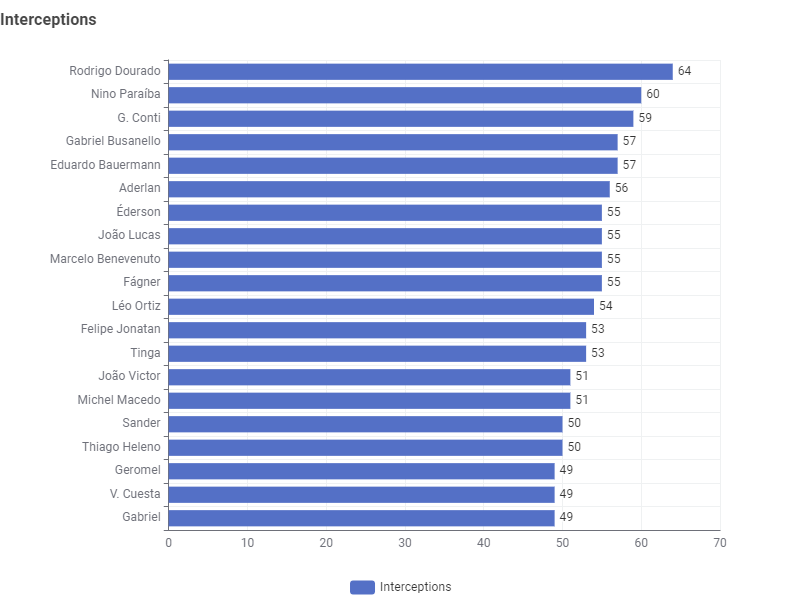 Interceptions
Rodrigo Dourado 64
Nino Paraíba 60
G. Conti 59
Gabriel Busanello 57
Eduardo Bauermann 57
Aderlan 56
Éderson 55
João Lucas 55
Marcelo Benevenuto 55
Fágner 55
Léo Ortiz 54
Felipe Jonatan 53
Tinga 53
João Victor 51
Michel Macedo 51
Sander 50
Thiago Heleno 50
Geromel 49
V. Cuesta 49
Gabriel 49
0 10 20 30 40 50 60 70
Interceptions